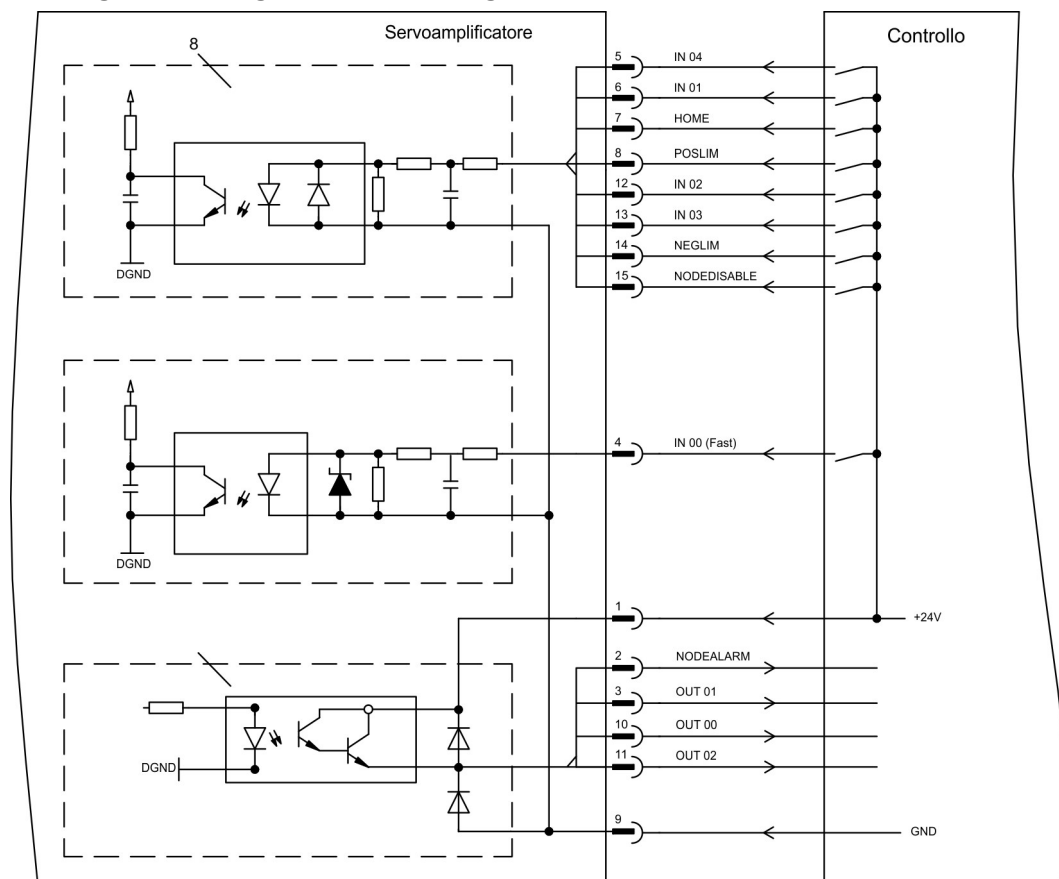 Servoamplificatore
Controllo
8
5 IN 04
6 IN 01
7 HOME
8 POSLIM
12 IN 02
13 IN 03
14 NEGLIM
15 NODEDISABLE
DGND
4 IN 00 (Fast)
DGND
1 +24V
2 NODEALARM
3 OUT 01
10 OUT 00
11 OUT 02
DGND
9 GND